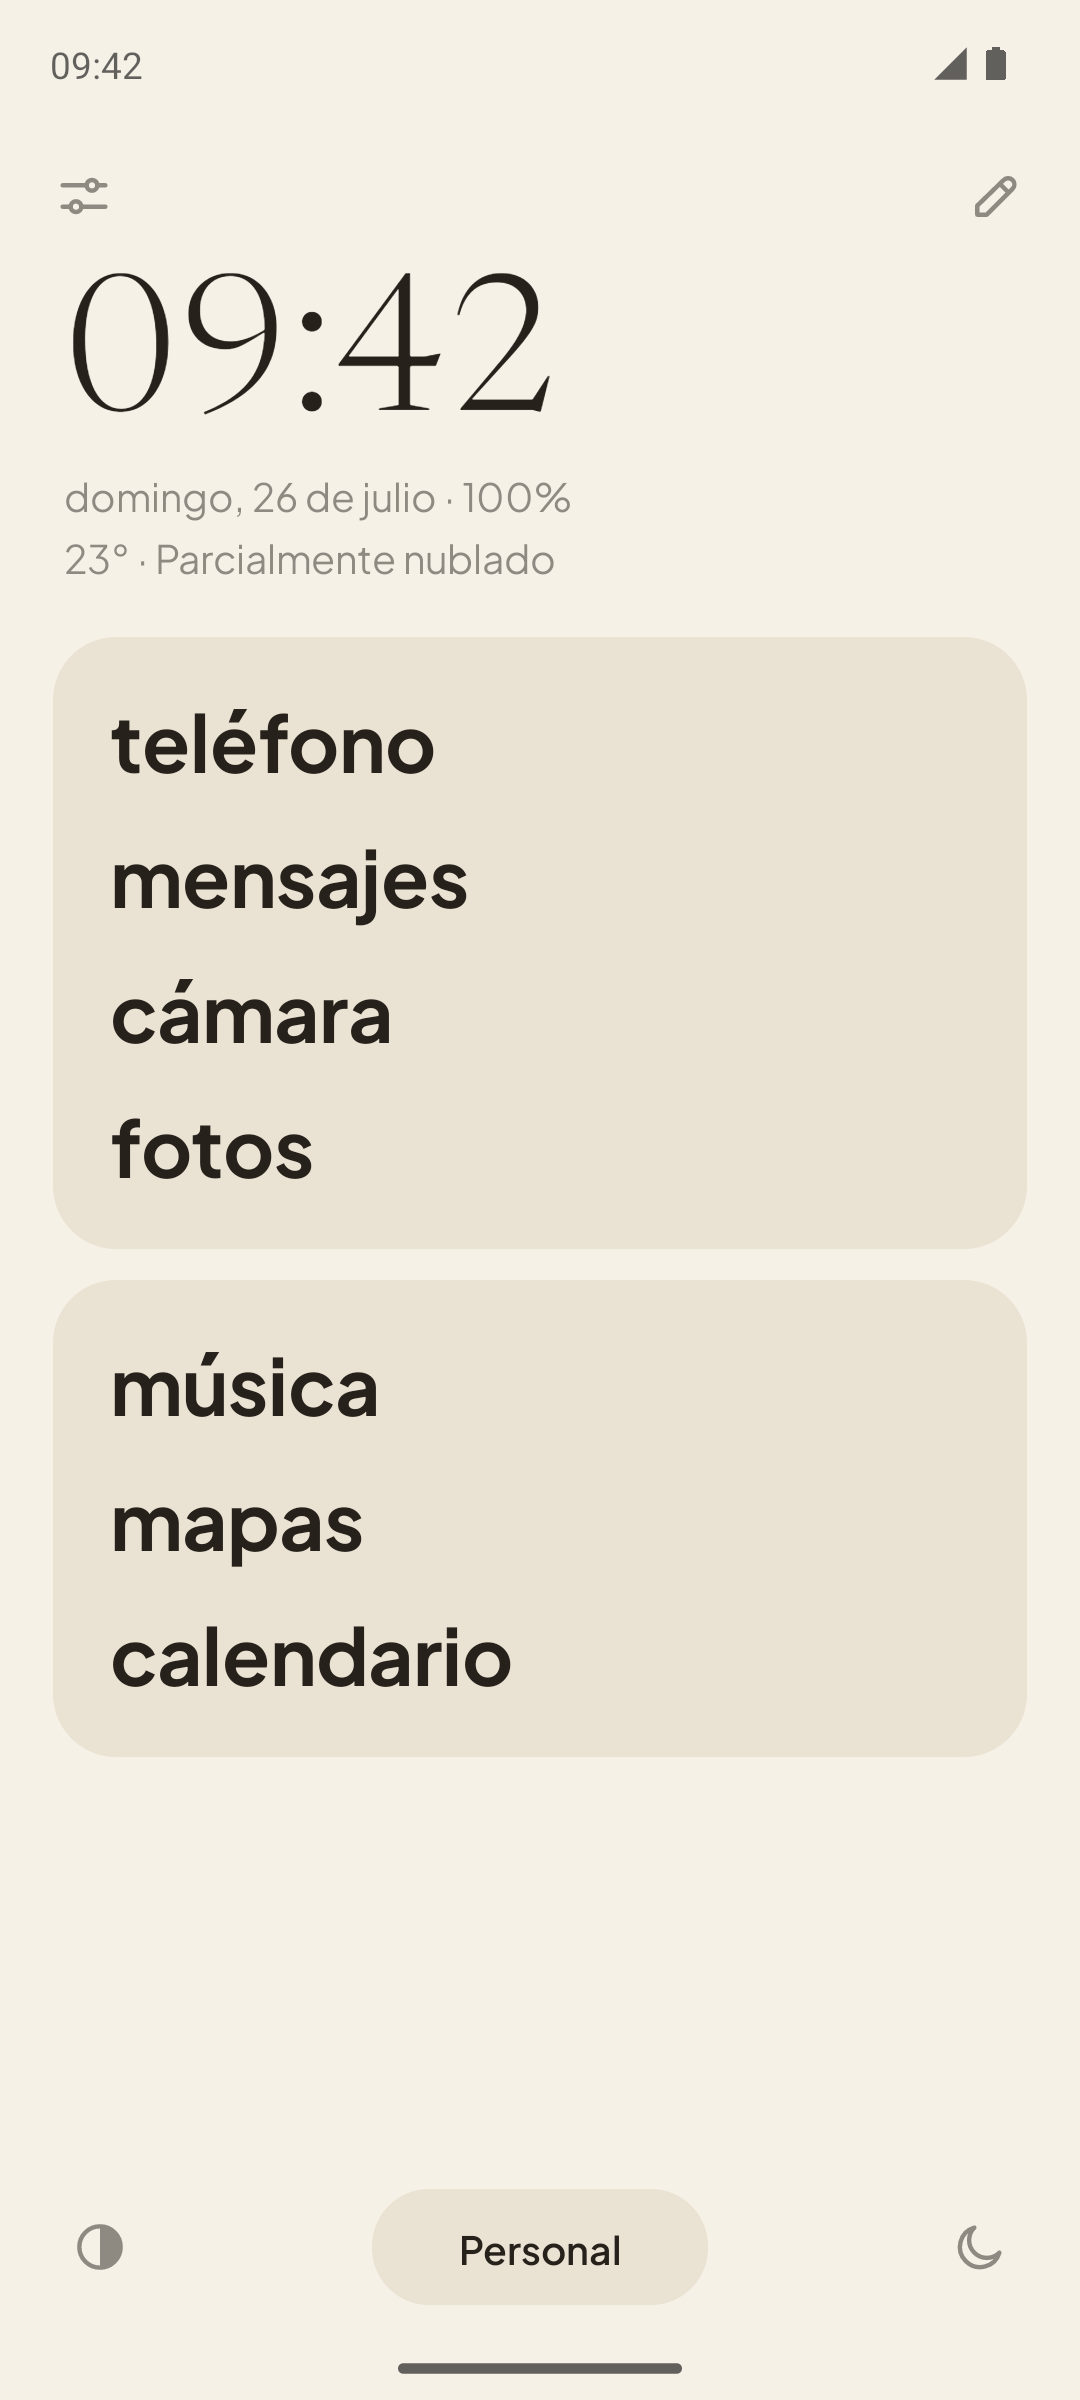 09:42
09:42
domingo, 26 de julio · 100%
23° · Parcialmente nublado
teléfono
mensajes
cámara
fotos
música
mapas
calendario
Personal